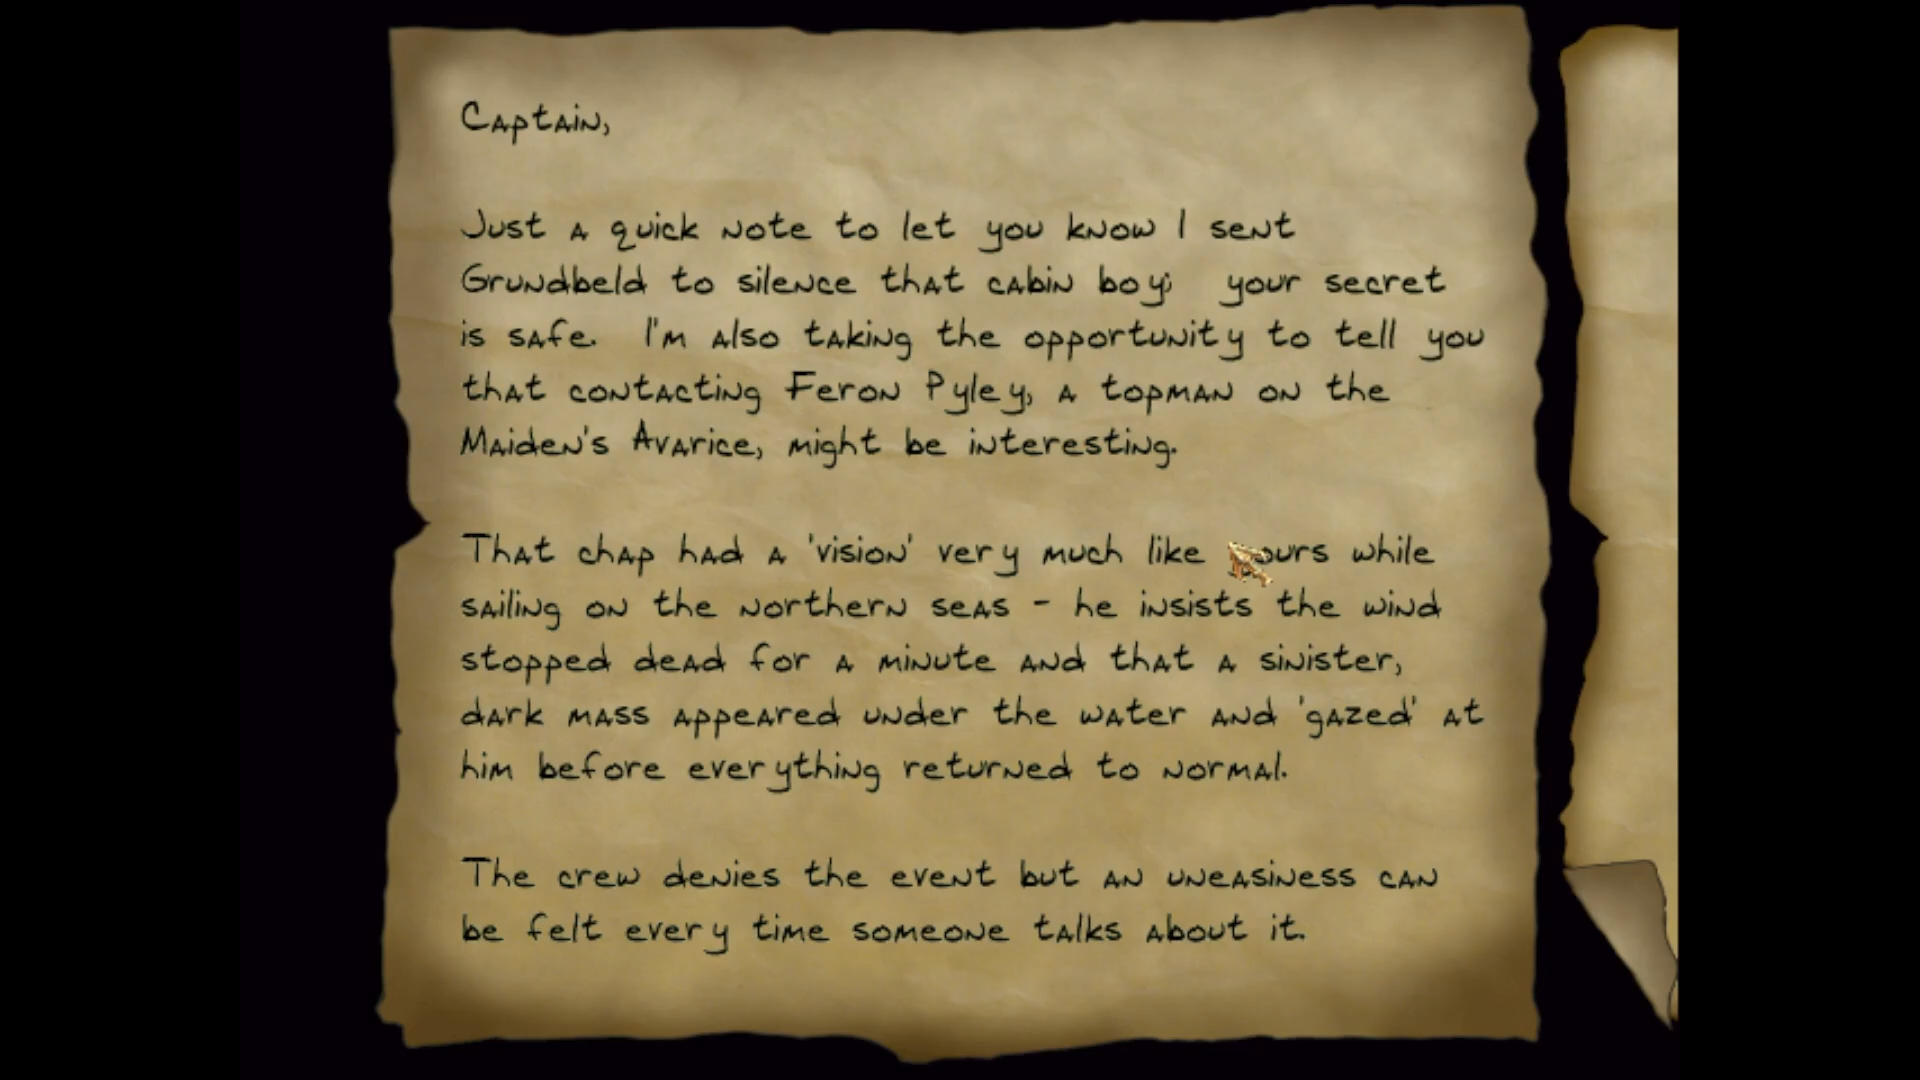 Captain,
Just a quick note to let you know I sent
Grundbeld to silence that cabin boy; your secret
is safe. I'm also taking the opportunity to tell you
that contacting Feron Pyley, a topman on the
Maiden's Avarice, might be interesting.
That chap had a 'vision' very much like yours while
sailing on the northern seas - he insists the wind
stopped dead for a minute and that a sinister,
dark mass appeared under the water and 'gazed' at
him before everything returned to normal.
The crew denies the event but an uneasiness can
be felt every time someone talks about it.